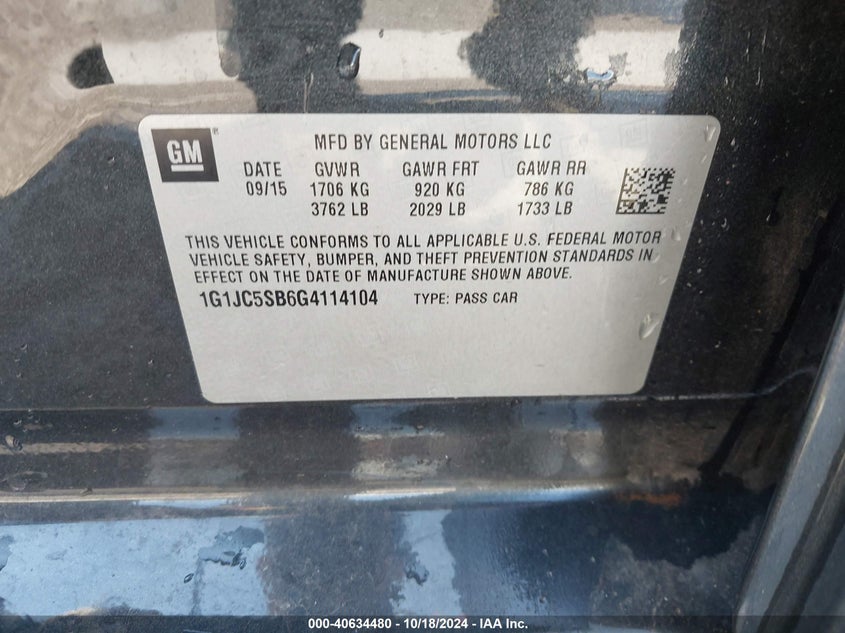 GM ®
MFD BY GENERAL MOTORS LLC
DATE GVWR GAWR FRT GAWR RR
09/15 1706 KG 920 KG 786 KG
3762 LB 2029 LB 1733 LB
THIS VEHICLE CONFORMS TO ALL APPLICABLE U.S. FEDERAL MOTOR
VEHICLE SAFETY, BUMPER, AND THEFT PREVENTION STANDARDS IN
EFFECT ON THE DATE OF MANUFACTURE SHOWN ABOVE.
1G1JC5SB6G4114104 TYPE: PASS CAR
000-40634480 - 10/18/2024 - IAA Inc.